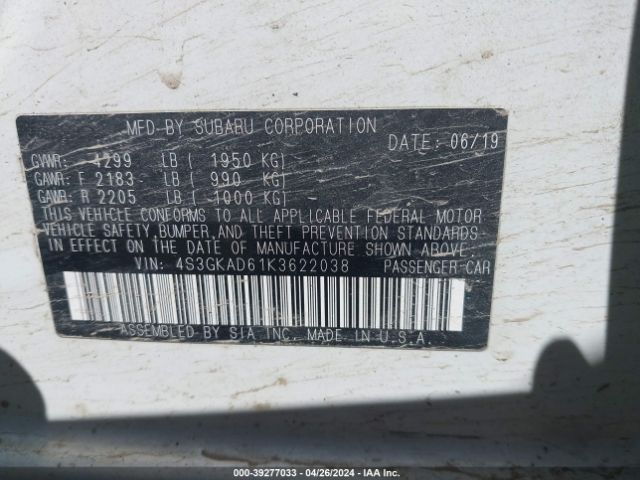 MFD·BY SUBARU CORPORATION
DATE: 06/19
GVWR: 4299 LB ( 1950 KG)
GAWR: F 2183 LB ( 990 KG)
GAWR: R 2205 LB ( 1000 KG)
THIS VEHICLE CONFORMS TO ALL APPLICABLE FEDERAL MOTOR
VEHICLE SAFETY, BUMPER, AND THEFT PREVENTION STANDARDS
IN EFFECT ON THE DATE OF MANUFACTURE SHOWN ABOVE.
VIN: 4S3GKAD61K3622038 PASSENGER CAR
ASSEMBLED BY SIA INC. MADE IN U.S.A.
000-39277033 - 04/26/2024 - IAA Inc.